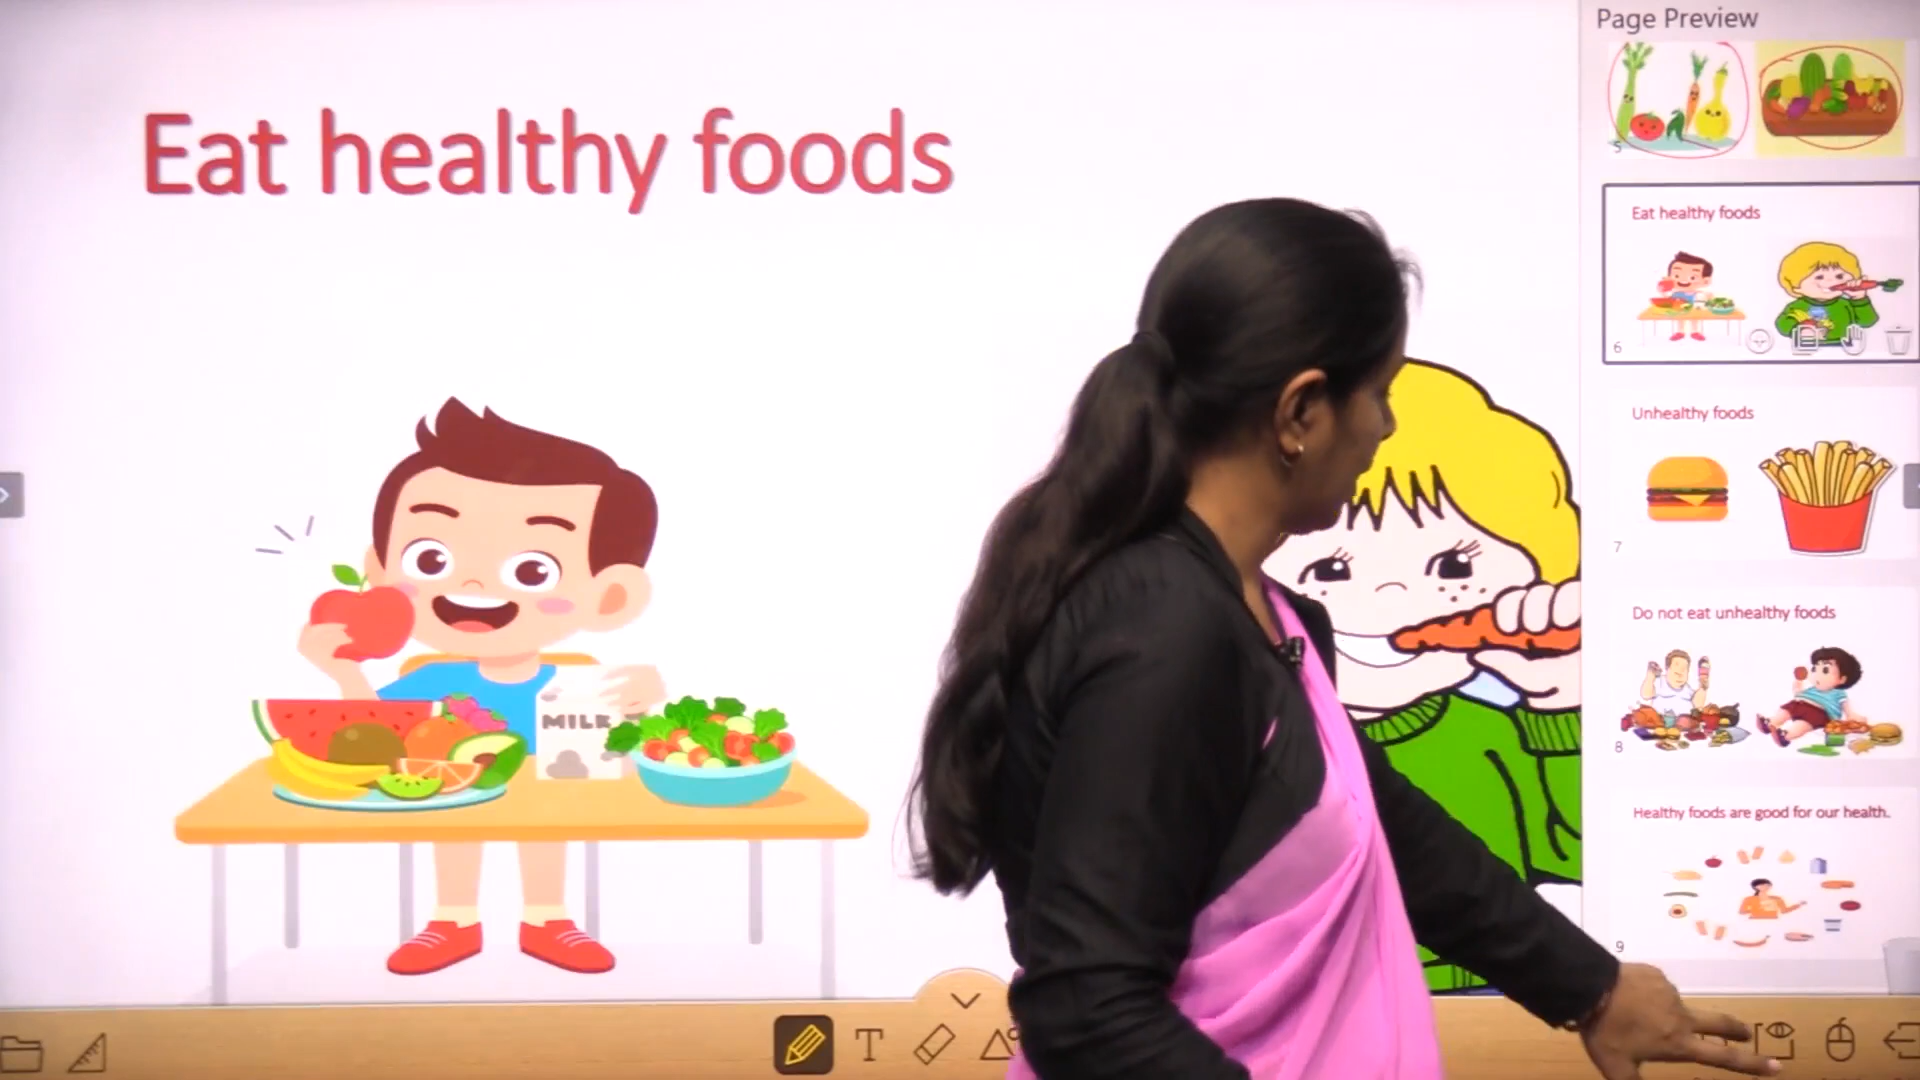 Eat healthy foods
MILK
T
Page Preview
5
Eat healthy foods
6
Unhealthy foods
7
Do not eat unhealthy foods
8
Healthy foods are good for our health.
9